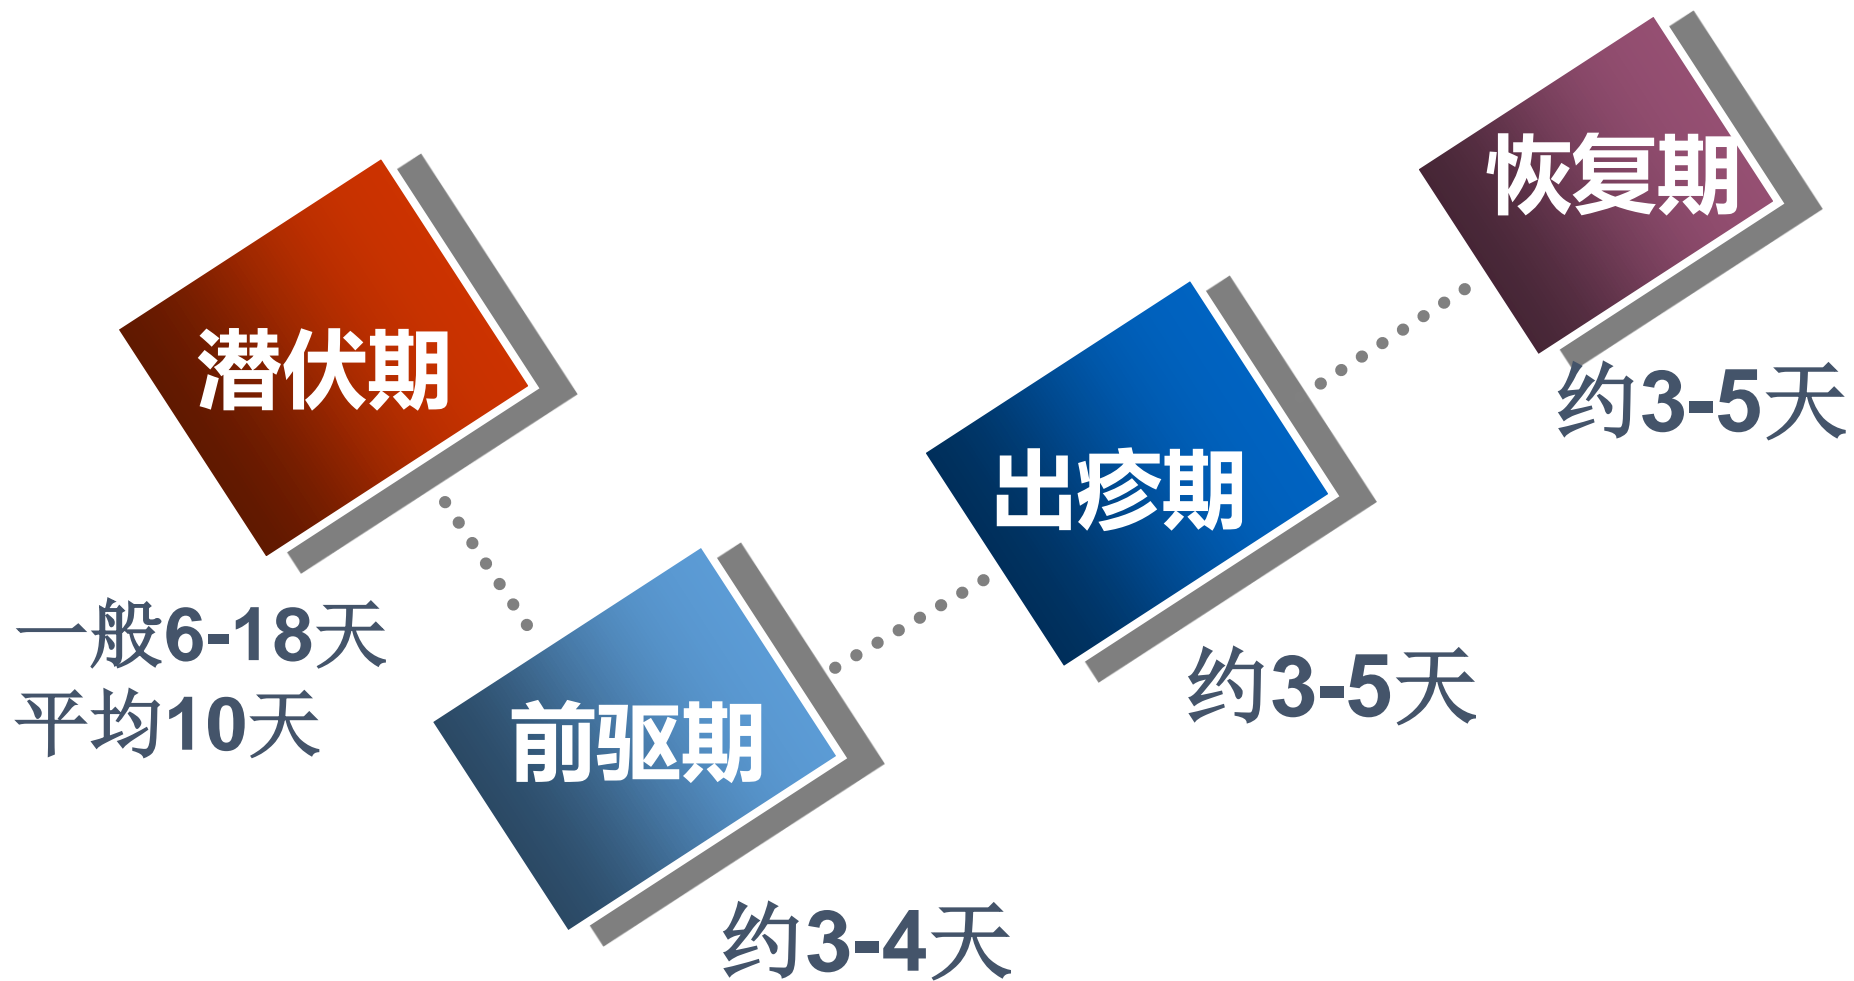 潜伏期
一般6-18天
平均10天
前驱期
约3-4天
出疹期
约3-5天
恢复期
约3-5天